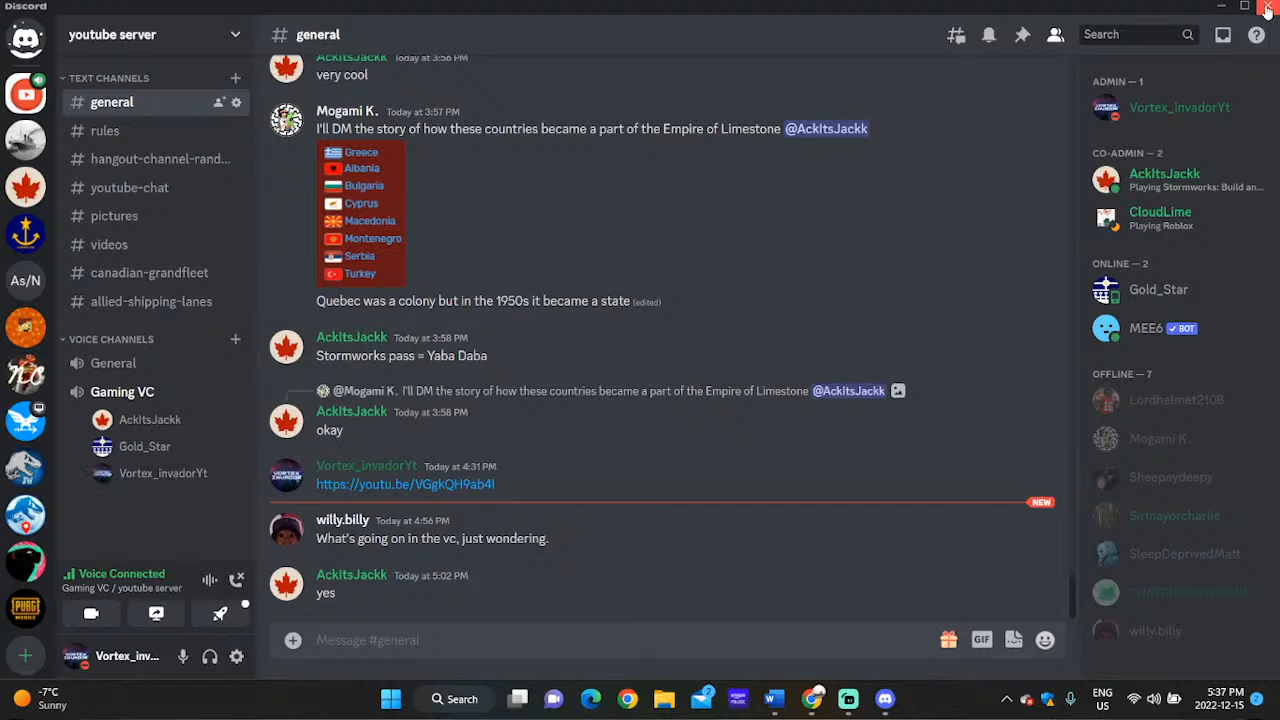 Discord
youtube server
TEXT CHANNELS
general
rules
hangout-channel-rand...
youtube-chat
pictures
videos
canadian-grandfleet
allied-shipping-lanes
VOICE CHANNELS
General
Gaming VC
AckItsJackk
Gold_Star
Vortex_invadorYt
As/N
NC
JW
PUBG
MOBILE
Voice Connected
Gaming VC / youtube server
Vortex_inv...
# general
Search
AckItsJackk Today at 3:56 PM
very cool
Mogami K. Today at 3:57 PM
I'll DM the story of how these countries became a part of the Empire of Limestone @AckItsJackk
Greece
Albania
Bulgaria
Cyprus
Macedonia
Montenegro
Serbia
Turkey
Quebec was a colony but in the 1950s it became a state (edited)
AckItsJackk Today at 3:58 PM
Stormworks pass = Yaba Daba
@Mogami K. I'll DM the story of how these countries became a part of the Empire of Limestone @AckItsJackk
AckItsJackk Today at 3:58 PM
okay
Vortex_invadorYt Today at 4:31 PM
https://youtu.be/VGgkQH9ab4I
NEW
willy.billy Today at 4:56 PM
What's going on in the vc, just wondering.
AckItsJackk Today at 5:02 PM
yes
Message #general
GIF
ADMIN — 1
Vortex_invadorYt
CO-ADMIN — 2
AckItsJackk
Playing Stormworks: Build an...
CloudLime
Playing Roblox
ONLINE — 2
Gold_Star
MEE6 ✓ BOT
OFFLINE — 7
Lordhelmet2108
Mogami K.
Sheepaydeepy
Sirmayorcharlie
SleepDeprivedMatt
willy.billy
-7°C
Sunny
Search
2
ENG
US
5:37 PM
2022-12-15
2